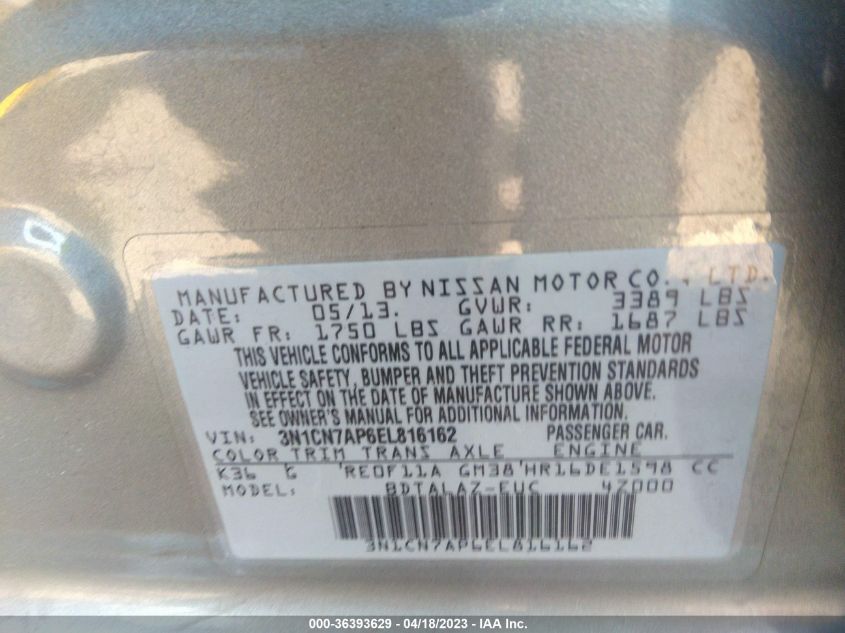 MANUFACTURED BY NISSAN MOTOR CO., LTD.
DATE: 05/13. GVWR: 3389 LBS
GAWR FR: 1750 LBS GAWR RR: 1687 LBS
THIS VEHICLE CONFORMS TO ALL APPLICABLE FEDERAL MOTOR
VEHICLE SAFETY, BUMPER AND THEFT PREVENTION STANDARDS
IN EFFECT ON THE DATE OF MANUFACTURE SHOWN ABOVE.
SEE OWNER'S MANUAL FOR ADDITIONAL INFORMATION
VIN: 3N1CN7AP6EL816162 PASSENGER CAR.
COLOR TRIM TRANS AXLE ENGINE
K36 G RE0F11A GM38 HR16DE1598 CC
MODEL: BDTALAZ-EUC 4Z000
3N1CN7AP6EL816162
000-36393629 - 04/18/2023 - IAA Inc.